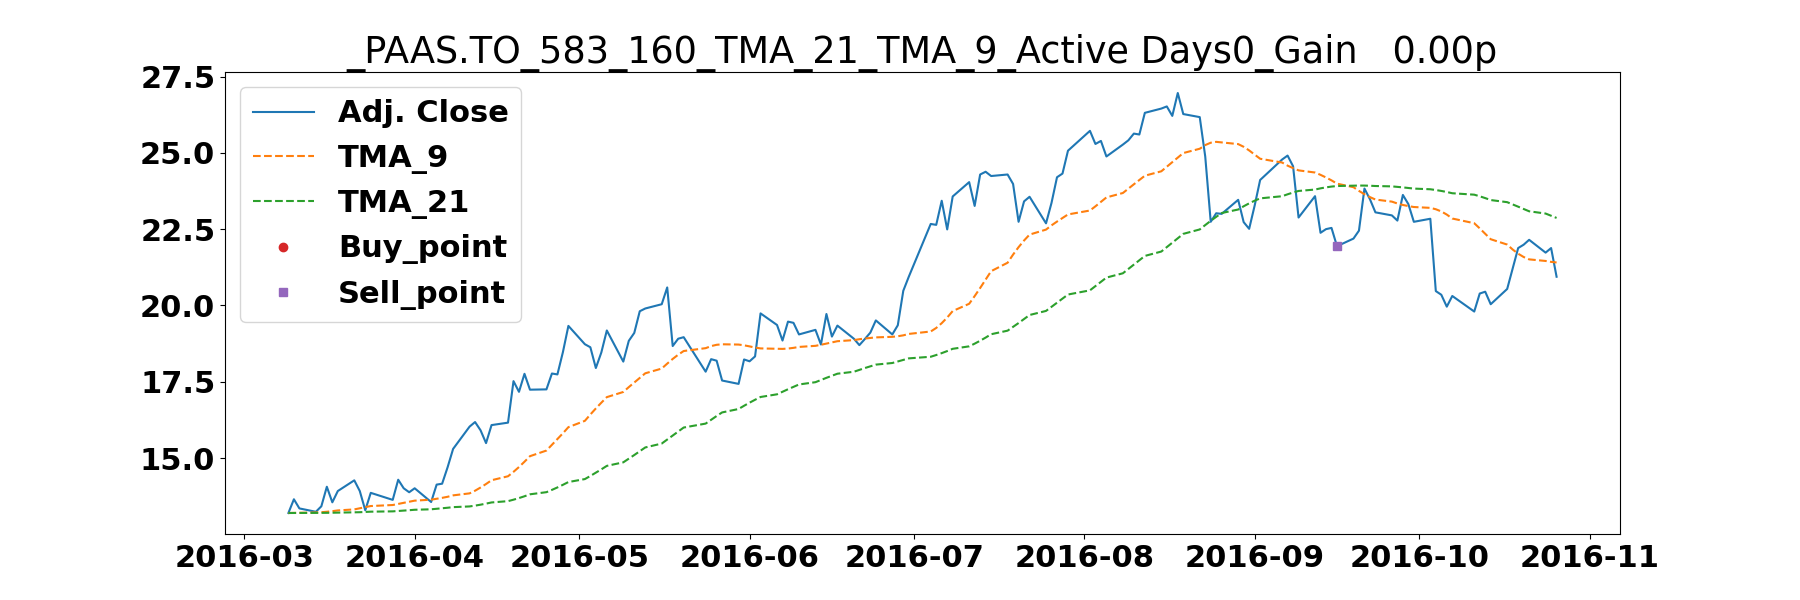 _PAAS.TO_583_160_TMA_21_TMA_9_Active Days0_Gain   0.00p
27.5
25.0
22.5
20.0
17.5
15.0
Adj. Close
TMA_9
TMA_21
Buy_point
Sell_point
2016-03 2016-04 2016-05 2016-06 2016-07 2016-08 2016-09 2016-10 2016-11